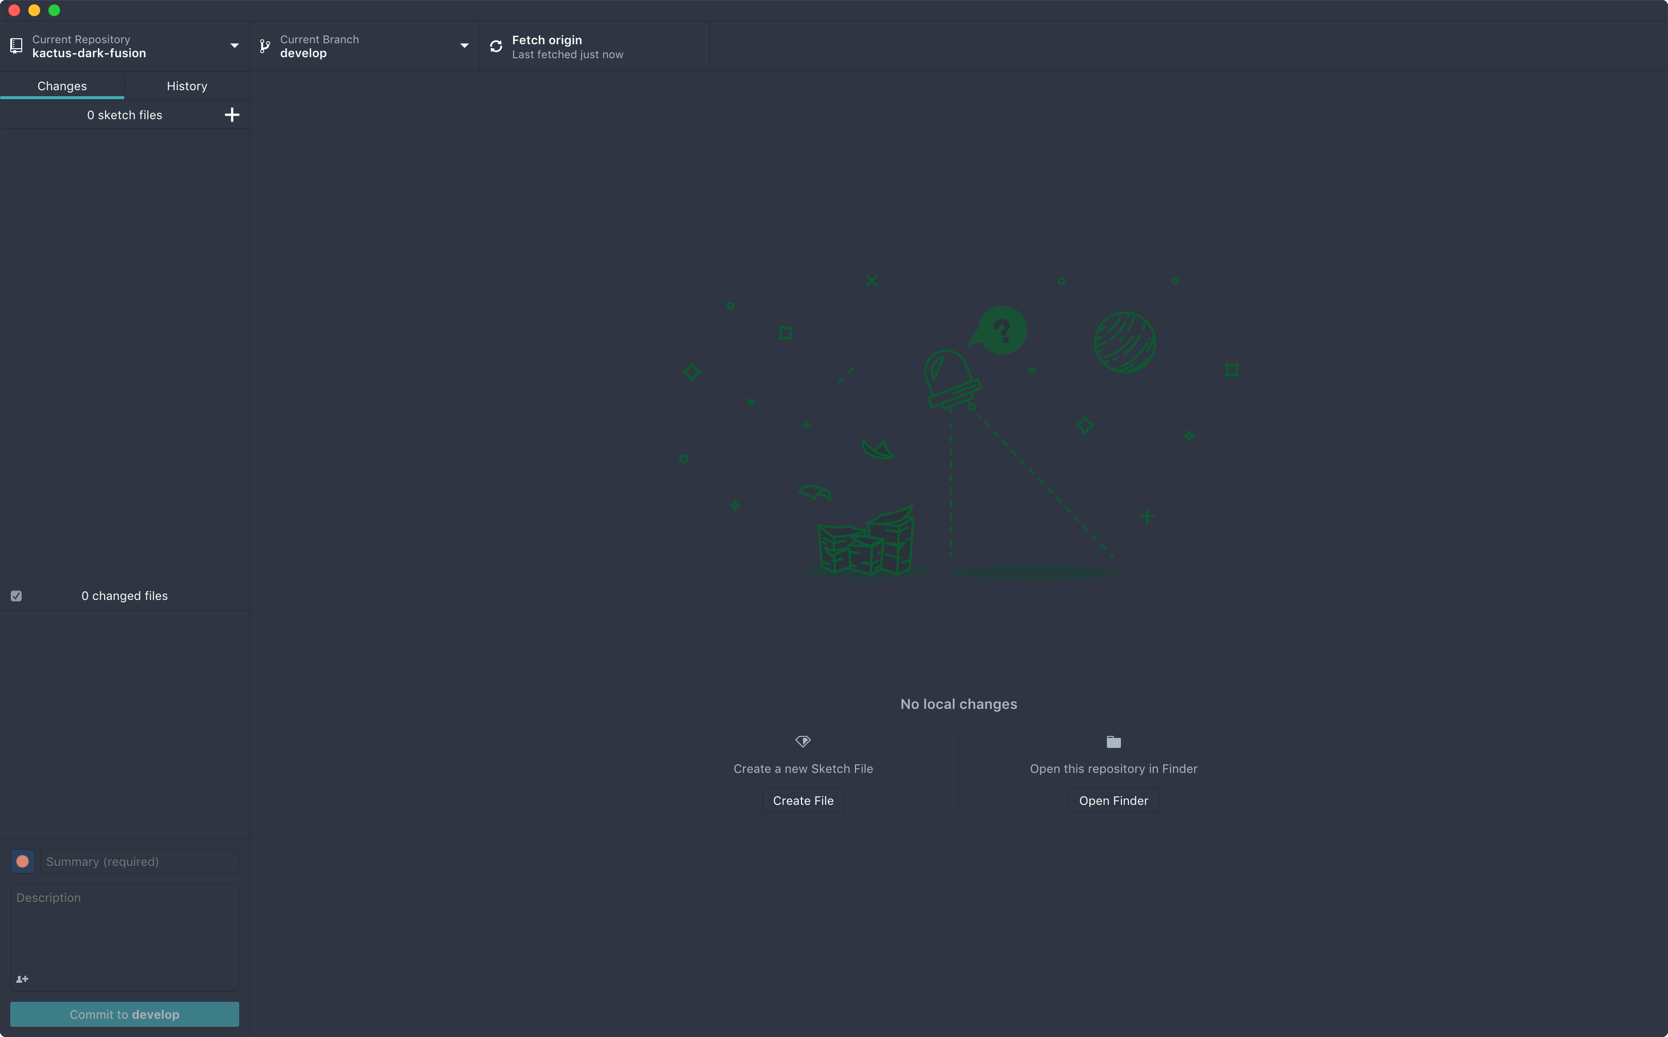 Current Repository
kactus-dark-fusion
Current Branch
develop
Fetch origin
Last fetched just now
Changes
History
0 sketch files
?
0 changed files
No local changes
Create a new Sketch File
Open this repository in Finder
Create File
Open Finder
Summary (required)
Description
Commit to develop